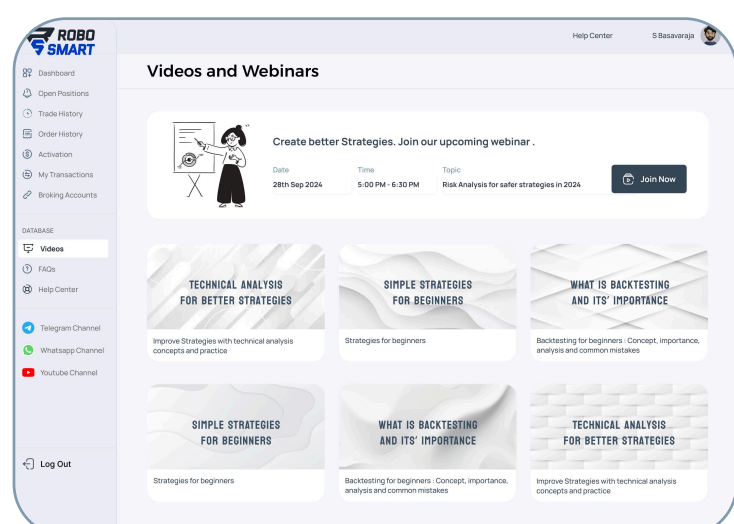 ROBO
SMART
Help Center
S Basavaraja
Dashboard
Open Positions
Trade History
Order History
Activation
My Transactions
Broking Accounts
DATABASE
Videos
FAQs
Help Center
Telegram Channel
Whatsapp Channel
Youtube Channel
Log Out
Videos and Webinars
Create better Strategies. Join our upcoming webinar .
Date
28th Sep 2024
Time
5:00 PM - 6:30 PM
Topic
Risk Analysis for safer strategies in 2024
Join Now
TECHNICAL ANALYSIS
FOR BETTER STRATEGIES
Improve Strategies with technical analysis
concepts and practice
SIMPLE STRATEGIES
FOR BEGINNERS
Strategies for beginners
WHAT IS BACKTESTING
AND ITS' IMPORTANCE
Backtesting for beginners : Concept, importance,
analysis and common mistakes
SIMPLE STRATEGIES
FOR BEGINNERS
Strategies for beginners
WHAT IS BACKTESTING
AND ITS' IMPORTANCE
Backtesting for beginners : Concept, importance,
analysis and common mistakes
TECHNICAL ANALYSIS
FOR BETTER STRATEGIES
Improve Strategies with technical analysis
concepts and practice